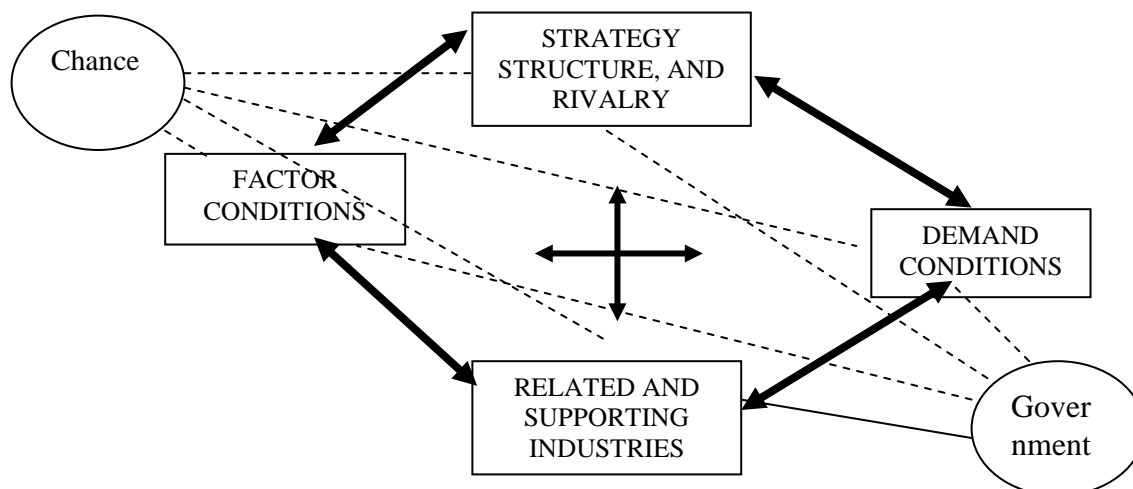 Chance
STRATEGY
STRUCTURE, AND
RIVALRY
FACTOR
CONDITIONS
DEMAND
CONDITIONS
RELATED AND
SUPPORTING
INDUSTRIES
Gover
nment